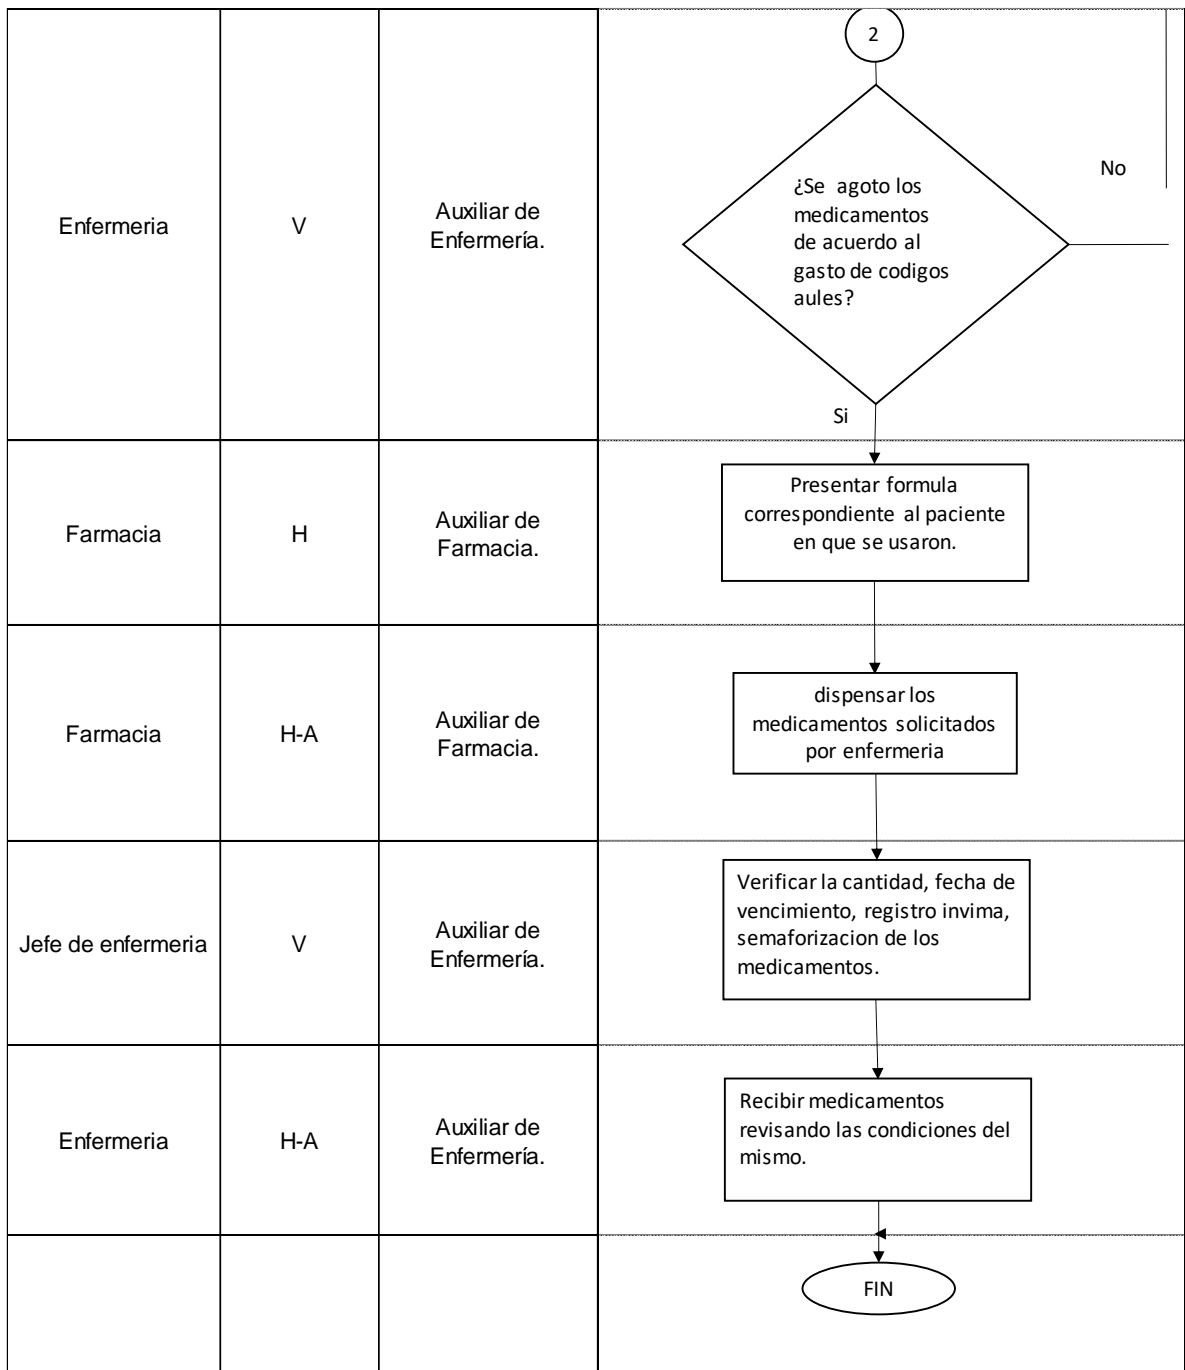 2
Enfermeria
V
Auxiliar de
Enfermería.
¿Se agoto los
medicamentos
de acuerdo al
gasto de codigos
aules?
No
Si
Farmacia
H
Auxiliar de
Farmacia.
Presentar formula
correspondiente al paciente
en que se usaron.
Farmacia
H-A
Auxiliar de
Farmacia.
dispensar los
medicamentos solicitados
por enfermeria
Jefe de enfermeria
V
Auxiliar de
Enfermería.
Verificar la cantidad, fecha de
vencimiento, registro invima,
semaforizacion de los
medicamentos.
Enfermeria
H-A
Auxiliar de
Enfermería.
Recibir medicamentos
revisando las condiciones del
mismo.
FIN